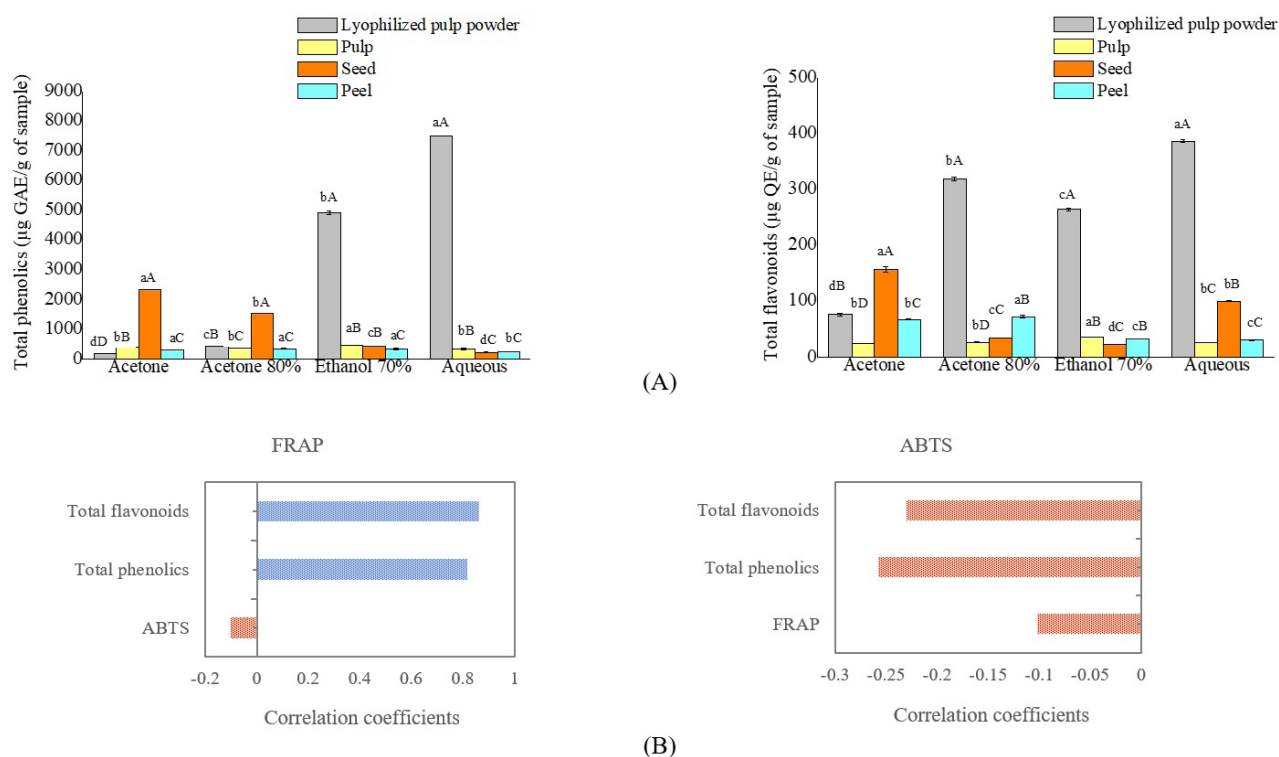 Lyophilized pulp powder
Pulp
Seed
Peel
Total phenolics (µg GAE/g of sample)
9000
8000
7000
6000
5000
4000
3000
2000
1000
0
dD
bB
aA
aC
cB
bC
bA
aC
bA
aB
cB
aC
aA
bB
dC
bC
Acetone
Acetone 80%
Ethanol 70%
Aqueous
Lyophilized pulp powder
Pulp
Seed
Peel
Total flavonoids (µg QE/g of sample)
500
400
300
200
100
0
dB
bD
aA
bC
bA
bD
cC
aB
cA
aB
dC
cB
aA
bC
bB
cC
Acetone
Acetone 80%
Ethanol 70%
Aqueous
(A)
FRAP
Total flavonoids
Total phenolics
ABTS
-0.2
0
0.2
0.4
0.6
0.8
1
Correlation coefficients
ABTS
Total flavonoids
Total phenolics
FRAP
-0.3
-0.25
-0.2
-0.15
-0.1
-0.05
0
Correlation coefficients
(B)